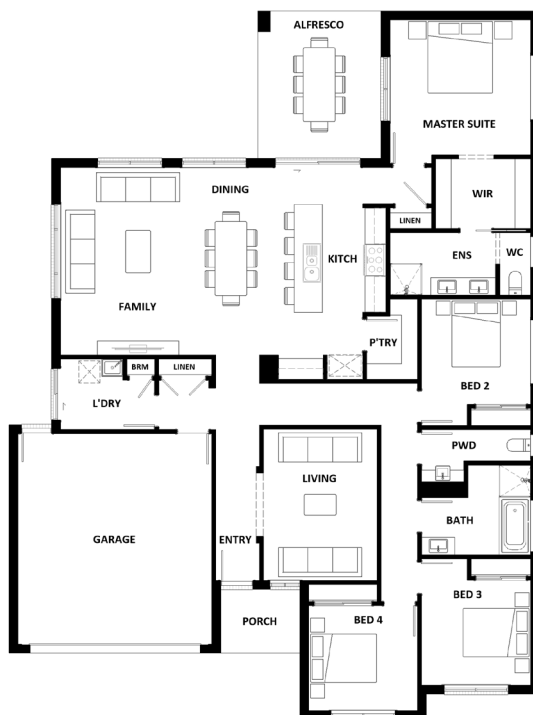 ALFRESCO
MASTER SUITE
DINING
WIR
LINEN
KITCH
ENS
WC
FAMILY
P'TRY
BRM
LINEN
BED 2
L'DRY
PWD
LIVING
BATH
GARAGE
ENTRY
BED 3
PORCH
BED 4